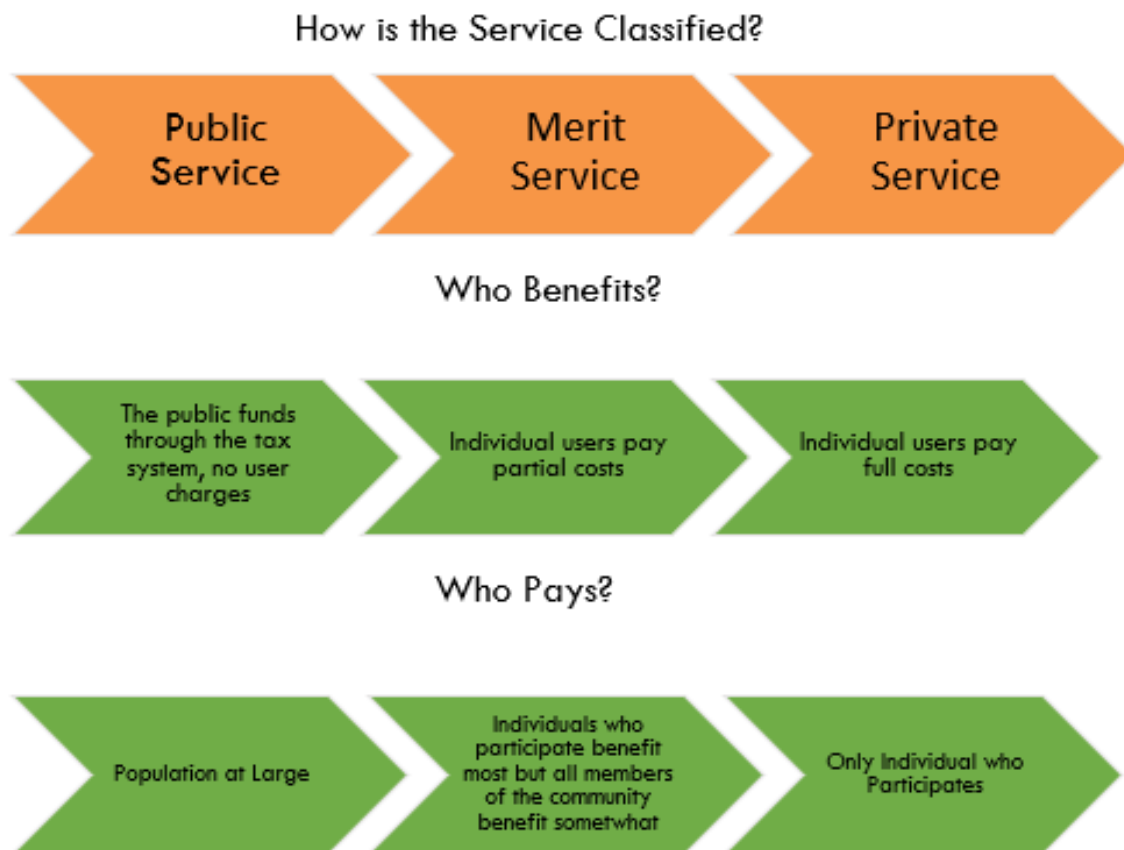 How is the Service Classified?
Public
Service
Merit
Service
Private
Service
Who Benefits?
The public funds
through the tax
system, no user
charges
Individual users pay
partial costs
Individual users pay
full costs
Who Pays?
Population at Large
Individuals who
participate benefit
most but all members
of the community
benefit sometwhat
Only Individual who
Participates